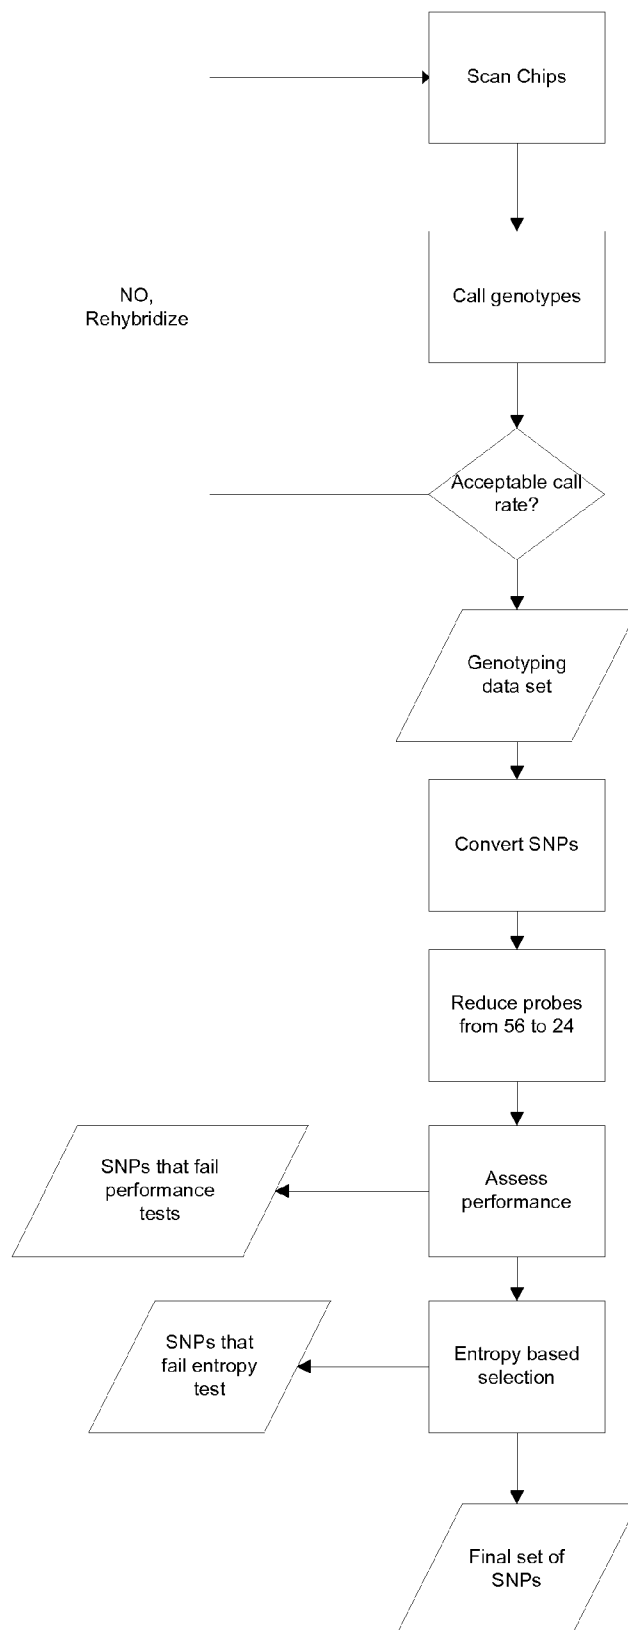 Scan Chips
NO,
Rehybridize
Call genotypes
Acceptable call
rate?
Genotyping
data set
Convert SNPs
Reduce probes
from 56 to 24
SNPs that fail
performance
tests
Assess
performance
SNPs that
fail entropy
test
Entropy based
selection
Final set of
SNPs